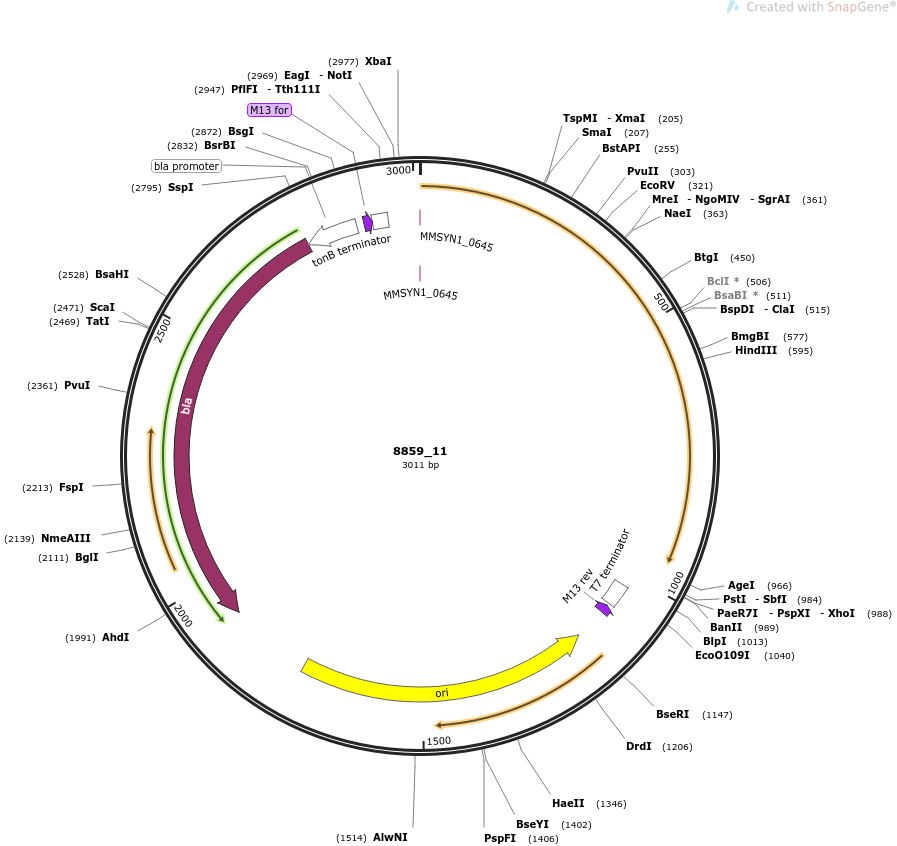 Created with SnapGene®
(2977) XbaI
(2969) EagI - NotI
(2947) PflFI - Tth111I
M13 for
(2872) BsgI
(2832) BsrBI
bla promoter
(2795) SspI
(2528) BsaHI
(2471) ScaI
(2469) TatI
(2361) PvuI
(2213) FspI
(2139) NmeAIII
(2111) BglI
(1991) AhdI
(1514) AlwNI
TspMI - XmaI (205)
SmaI (207)
BstAPI (255)
PvuII (303)
EcoRV (321)
MreI - NgoMIV - SgrAI (361)
NaeI (363)
BtgI (450)
BclI * (506)
BsaBI * (511)
BspDI - ClaI (515)
BmgBI (577)
HindIII (595)
AgeI (966)
PstI - SbfI (984)
PaeR7I - PspXI - XhoI (988)
BanII (989)
BlpI (1013)
EcoO109I (1040)
BseRI (1147)
DrdI (1206)
HaeII (1346)
BseYI (1402)
PspFI (1406)
3000
500
1000
1500
2000
2500
tonB terminator
MMSYN1_0645
MMSYN1_0645
bla
8859_11
3011 bp
M13 rev
T7 terminator
ori